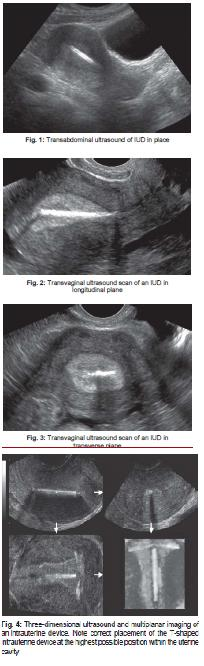 Fig. 1: Transabdominal ultrasound of IUD in place
Fig. 2: Transvaginal ultrasound scan of an IUD in
longitudinal plane
Fig. 3: Transvaginal ultrasound scan of an IUD in
transverse plane
Fig. 4: Three-dimensional ultrasound and multiplanar imaging of
an intrauterine device. Note correct placement of the T-shaped
intrauterine device at the highest possible position within the uterine
cavity